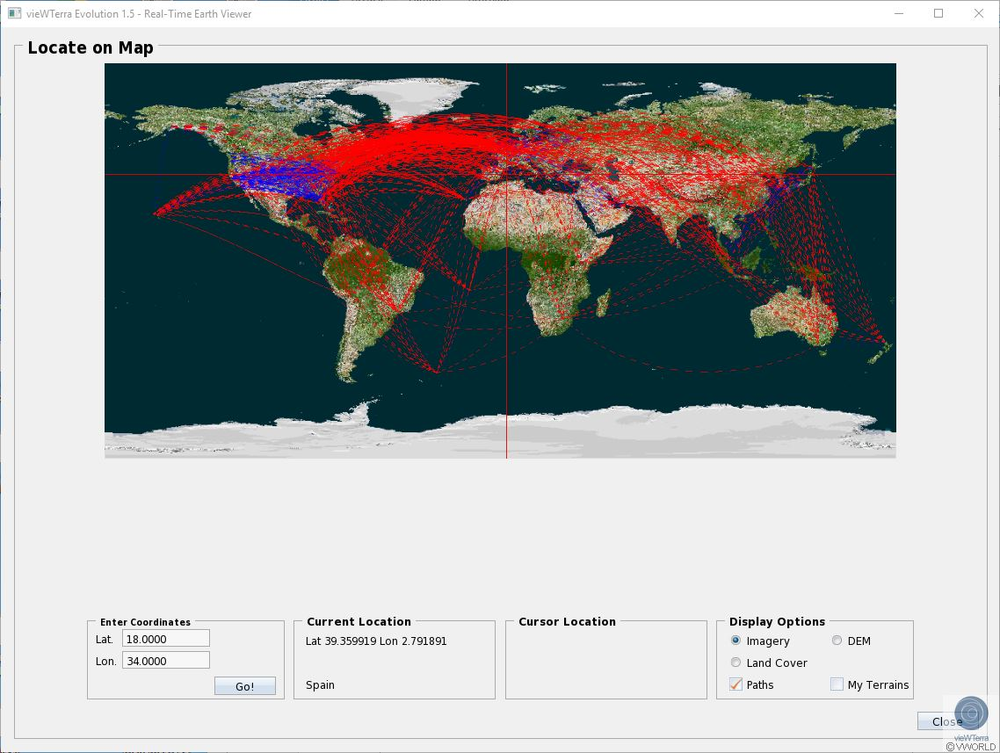 vieWTerra Evolution 1.5 - Real-Time Earth Viewer
Locate on Map
Enter Coordinates
Lat. 18.0000
Lon. 34.0000
Go!
Current Location
Lat 39.359919 Lon 2.791891
Spain
Cursor Location
Display Options
Imagery DEM
Land Cover
Paths My Terrains
Close
vieWTerra
©VWORLD